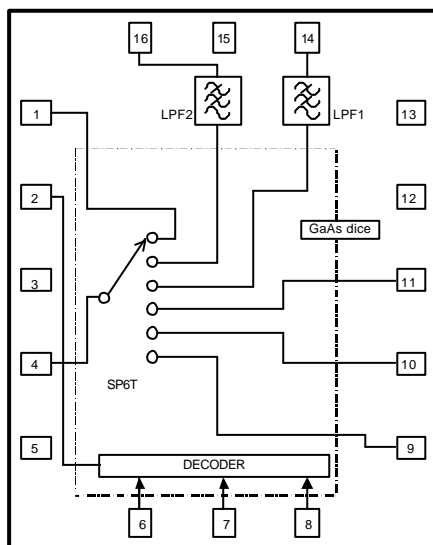 16 15 14
LPF2 LPF1
1 13
2 12
GaAs dice
3 11
4 10
SP6T
5 9
DECODER
6 7 8